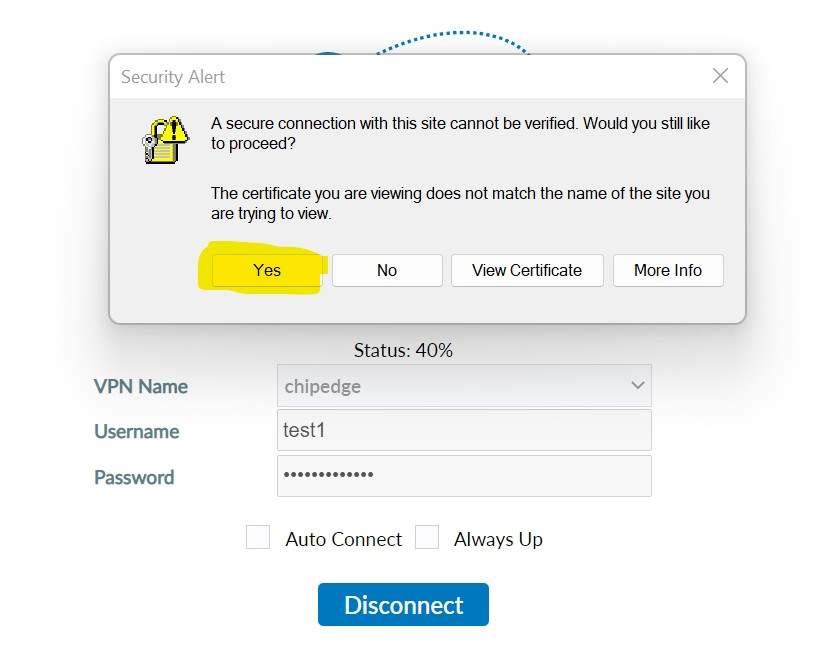 Security Alert
A secure connection with this site cannot be verified. Would you still like
to proceed?
The certificate you are viewing does not match the name of the site you
are trying to view.
Yes No View Certificate More Info
Status: 40%
VPN Name chipedge
Username test1
Password •••••••••••••
Auto Connect Always Up
Disconnect